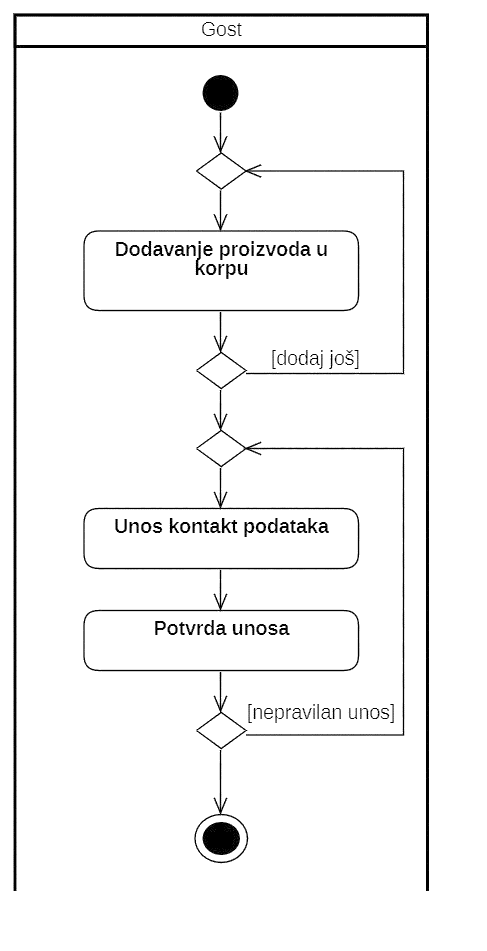 Gost
Dodavanje proizvoda u
korpu
[dodaj još]
Unos kontakt podataka
Potvrda unosa
[nepravilan unos]